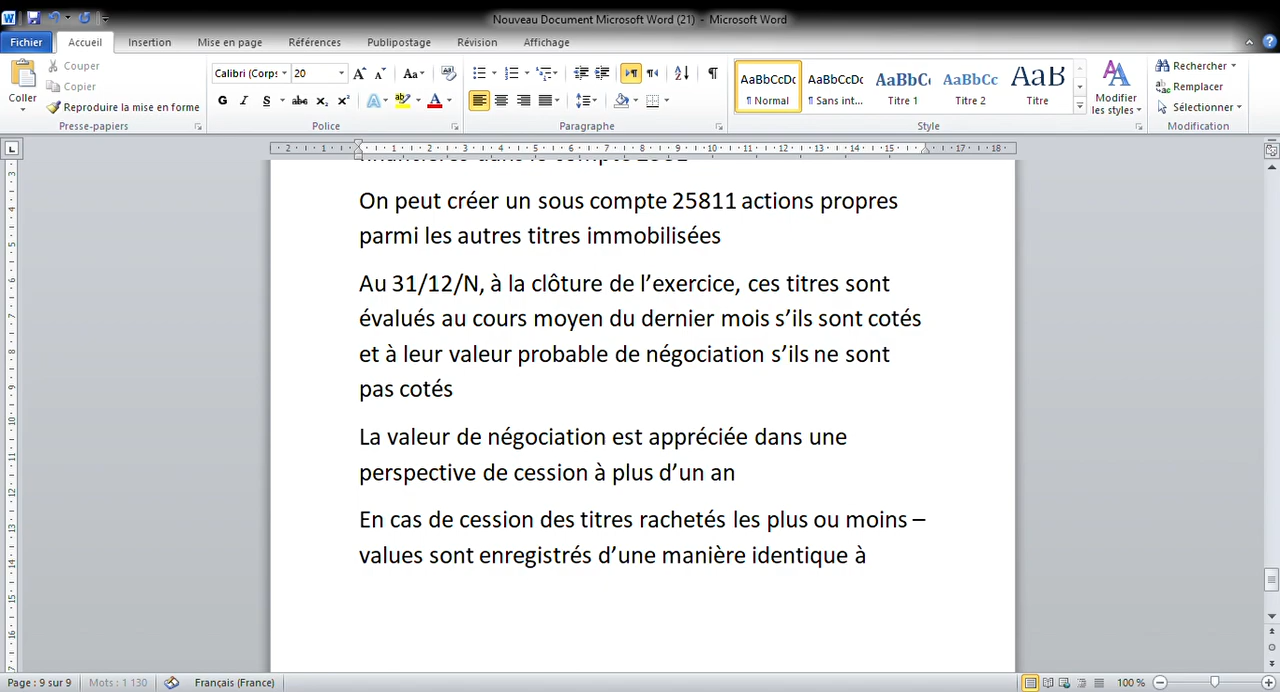 Nouveau Document Microsoft Word (21) - Microsoft Word
Fichier Accueil Insertion Mise en page Références Publipostage Révision Affichage
Coller
Couper
Copier
Reproduire la mise en forme
Presse-papiers
Calibri (Corps 20
Police
Paragraphe
AaBbCcDc AaBbCcDc AaBbC AaBbCc AaB
¶ Normal ¶ Sans int... Titre 1 Titre 2 Titre
Modifier
les styles
Style
Rechercher
Remplacer
Sélectionner
Modification
On peut créer un sous compte 25811 actions propres
parmi les autres titres immobilisées
Au 31/12/N, à la clôture de l’exercice, ces titres sont
évalués au cours moyen du dernier mois s’ils sont cotés
et à leur valeur probable de négociation s’ils ne sont
pas cotés
La valeur de négociation est appréciée dans une
perspective de cession à plus d’un an
En cas de cession des titres rachetés les plus ou moins –
values sont enregistrés d’une manière identique à
Page : 9 sur 9 Mots : 1 130 Français (France) 100 %